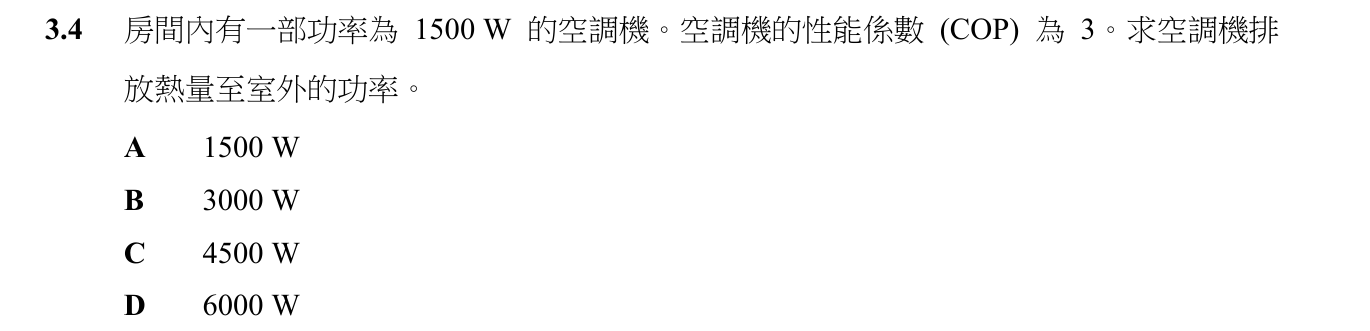 3.4 房間內有一部功率為 1500 W 的空調機。空調機的性能係數 (COP) 為 3。求空調機排
放熱量至室外的功率。
A 1500 W
B 3000 W
C 4500 W
D 6000 W